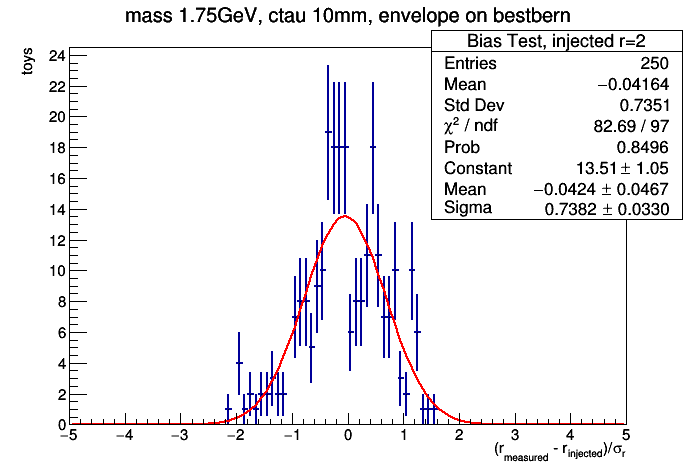 mass 1.75GeV, ctau 10mm, envelope on bestbern
toys
Bias Test, injected r=2
Entries 250
Mean −0.04164
Std Dev 0.7351
χ² / ndf 82.69 / 97
Prob 0.8496
Constant 13.51 ± 1.05
Mean −0.0424 ± 0.0467
Sigma 0.7382 ± 0.0330
24
22
20
18
16
14
12
10
8
6
4
2
0
−5 −4 −3 −2 −1 0 1 2 3 4 5
(r_measured - r_injected)/σ_r